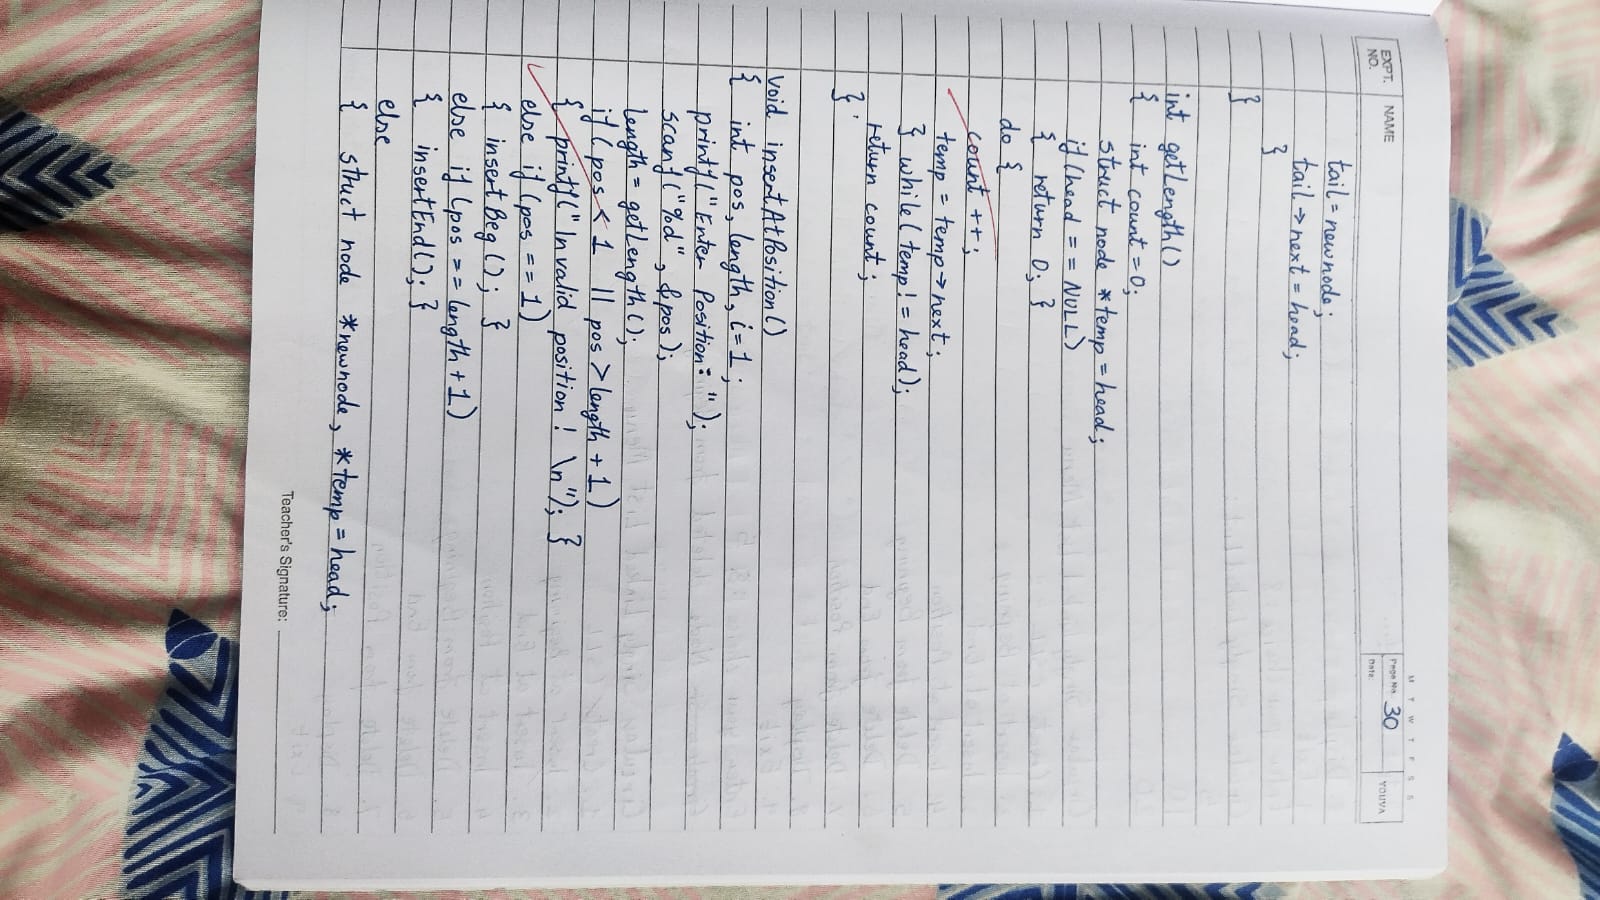 M T W T F S S
EXPT. NO.
NAME
Page No. 30
Date:
YOUVA
tail = newnode;
tail → next = head;
}
}
int getLength()
{ int count = 0;
struct node *temp = head;
if (head = = NULL)
{ return 0; }
do {
count ++;
temp = temp → next;
} while ( temp! = head);
return count;
}
void insertAtPosition()
{ int pos, length, i=1;
printf("Enter Position: ");
scanf("%d", &pos);
length = getLength();
if ( pos < 1 || pos > length + 1)
{ printf(" Invalid position ! \n"); }
else if (pos == 1)
{ insertBeg (); }
else if (pos == length + 1)
{ insertEnd(); }
else
{ struct node *newnode, *temp = head;
Teacher's Signature: